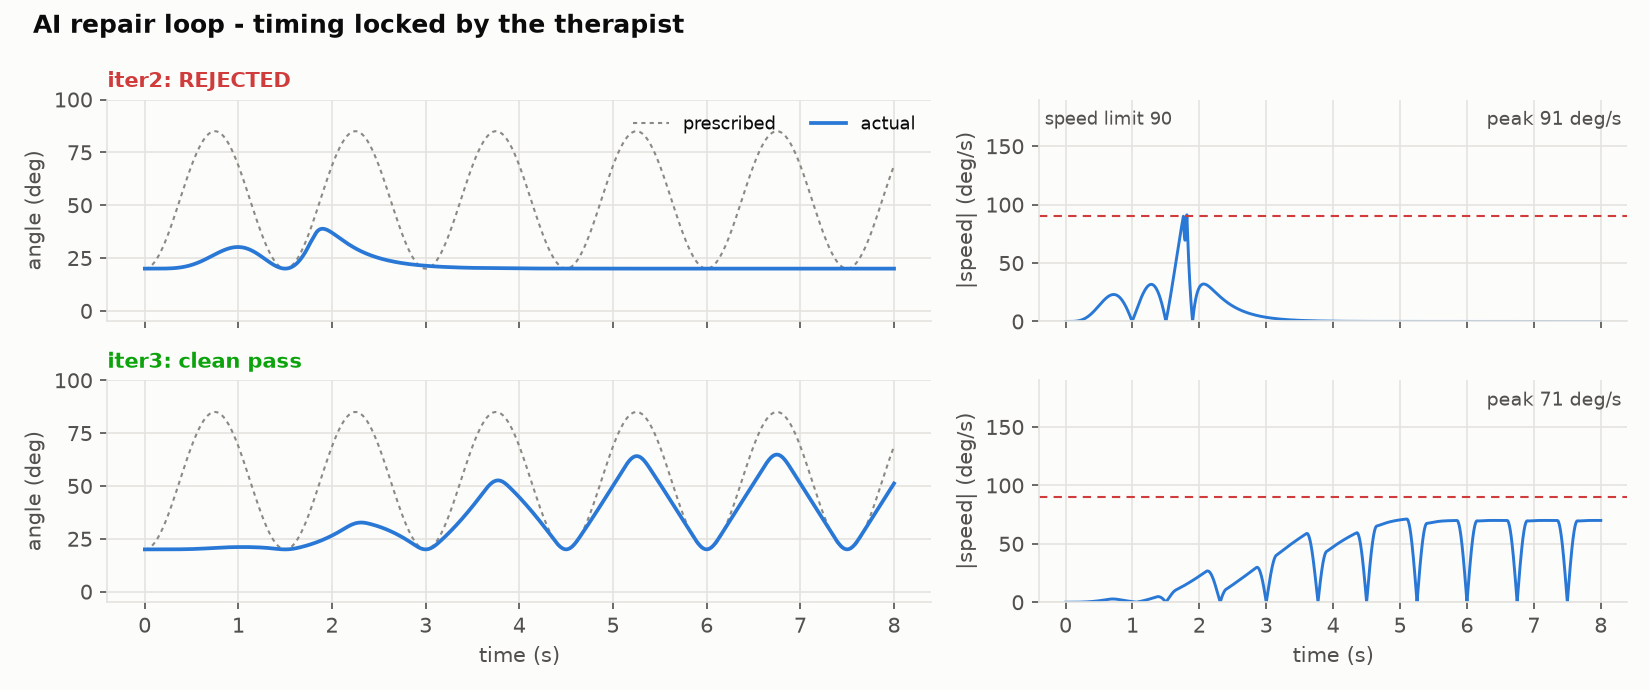 AI repair loop - timing locked by the therapist
iter2: REJECTED
100
75
50
25
0
angle (deg)
prescribed
actual
speed limit 90
peak 91 deg/s
150
100
50
0
|speed| (deg/s)
iter3: clean pass
100
75
50
25
0
angle (deg)
0 1 2 3 4 5 6 7 8
time (s)
peak 71 deg/s
150
100
50
0
|speed| (deg/s)
0 1 2 3 4 5 6 7 8
time (s)